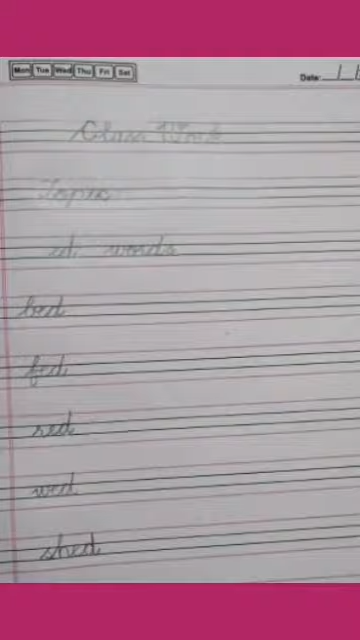 Mon Tue Wed Thu Fri Sat
Date:
Class Work
Topic
ed words
bed
fed
red
wed
shed